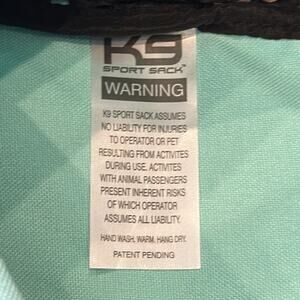 K9
SPORT SACK™
WARNING
K9 SPORT SACK ASSUMES
NO LIABILITY FOR INJURIES
TO OPERATOR OR PET
RESULTING FROM ACTIVITES
DURING USE. ACTIVITES
WITH ANIMAL PASSENGERS
PRESENT INHERENT RISKS
OF WHICH OPERATOR
ASSUMES ALL LIABILITY.
HAND WASH, WARM. HANG DRY.
PATENT PENDING